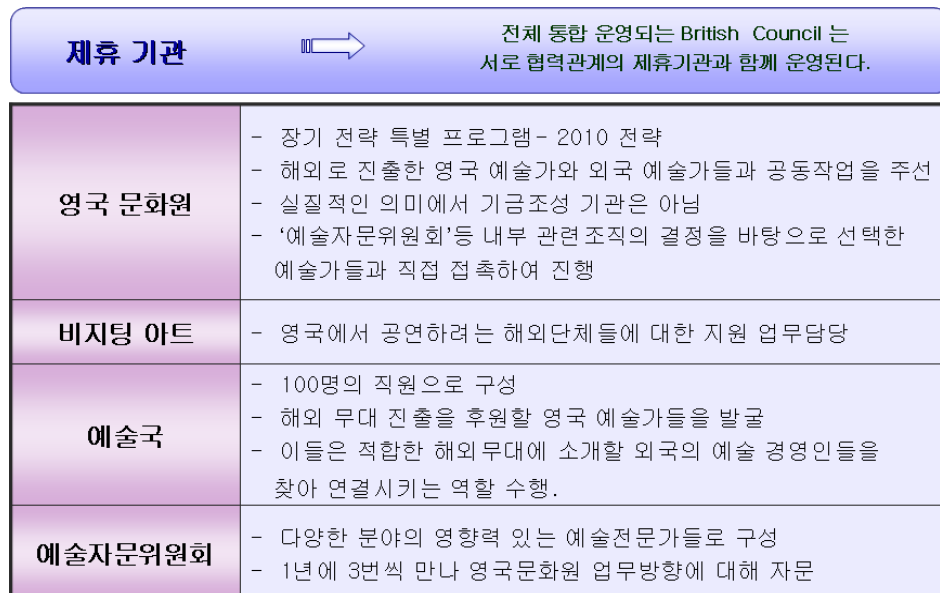 제휴 기관
전체 통합 운영되는 British Council 는
서로 협력관계의 제휴기관과 함께 운영된다.
영국 문화원
- 장기 전략 특별 프로그램- 2010 전략
- 해외로 진출한 영국 예술가와 외국 예술가들과 공동작업을 주선
- 실질적인 의미에서 기금조성 기관은 아님
- ‘예술자문위원회’등 내부 관련조직의 결정을 바탕으로 선택한
예술가들과 직접 접촉하여 진행
비지팅 아트
- 영국에서 공연하려는 해외단체들에 대한 지원 업무담당
예술국
- 100명의 직원으로 구성
- 해외 무대 진출을 후원할 영국 예술가들을 발굴
- 이들은 적합한 해외무대에 소개할 외국의 예술 경영인들을
찾아 연결시키는 역할 수행.
예술자문위원회
- 다양한 분야의 영향력 있는 예술전문가들로 구성
- 1년에 3번씩 만나 영국문화원 업무방향에 대해 자문